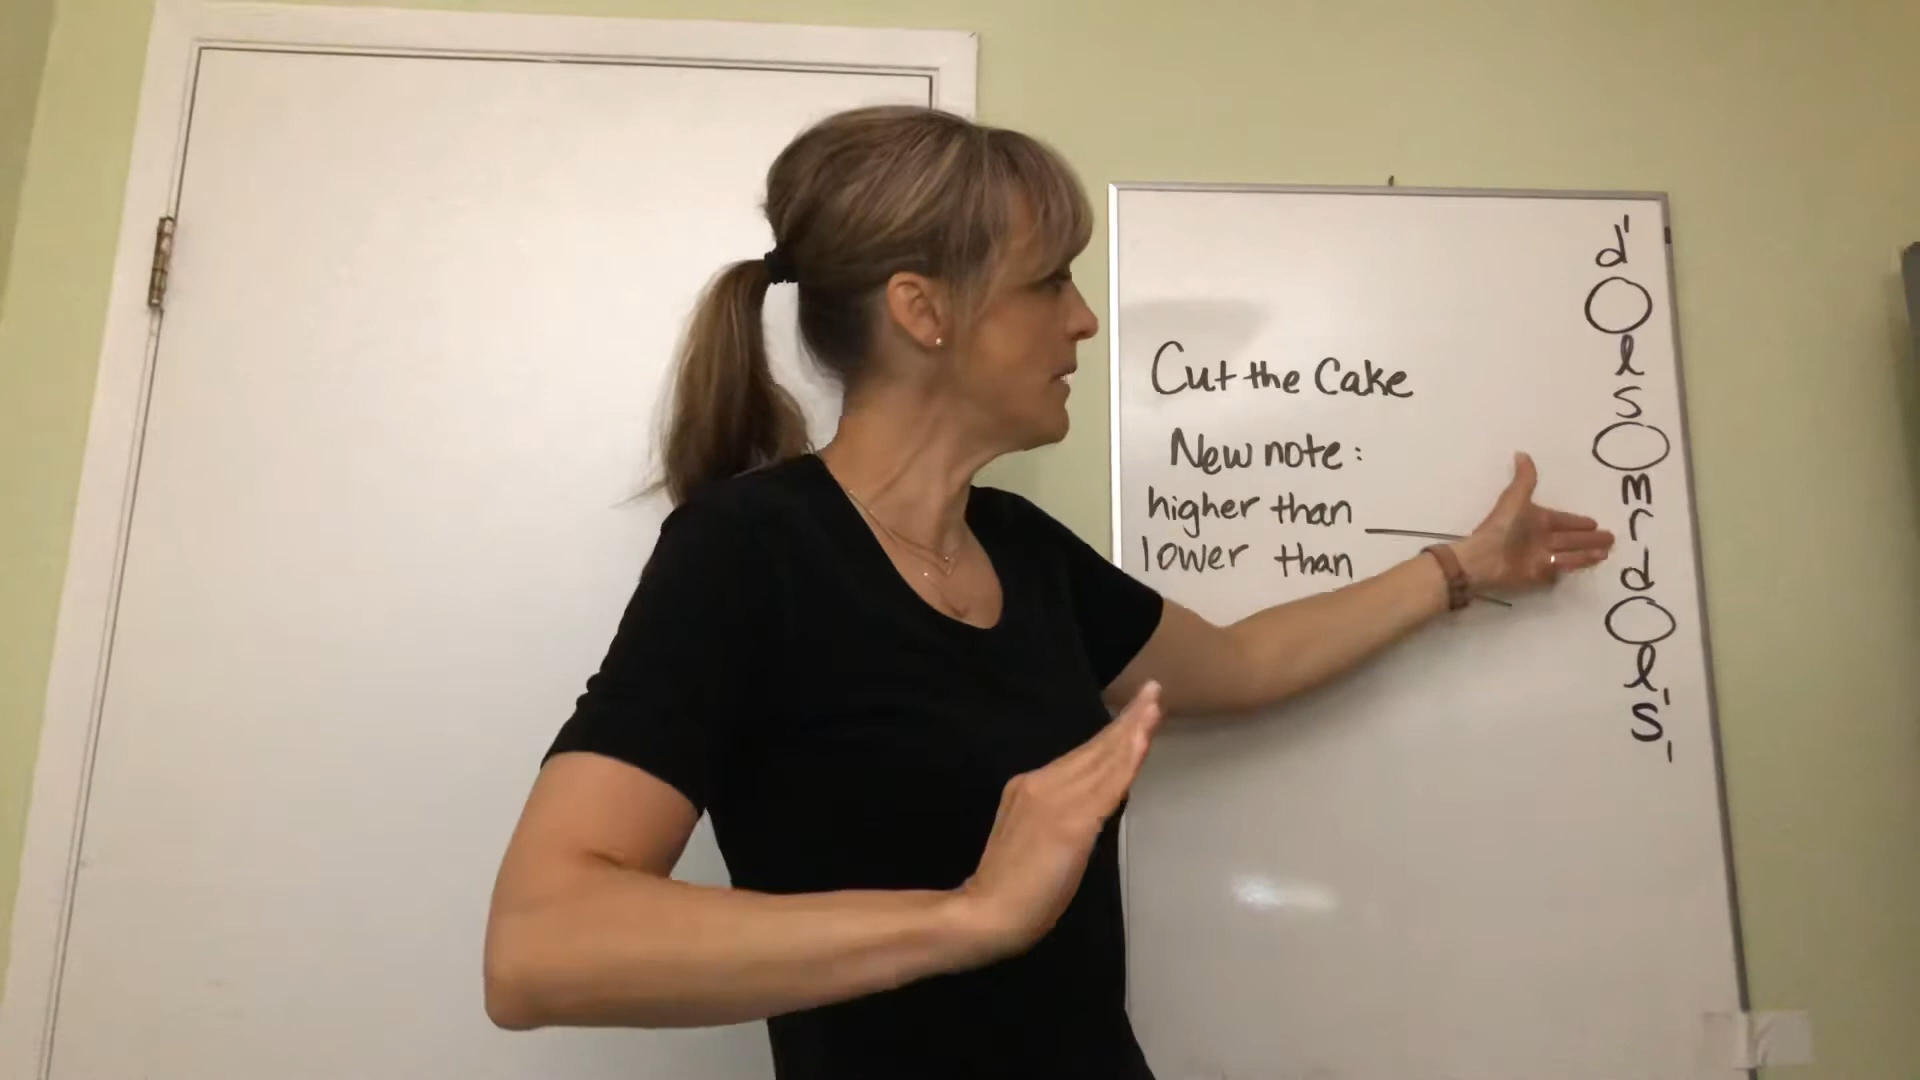 Cut the Cake
New note:
higher than
lower than
d'
l
s
m
r
d
l,
s,